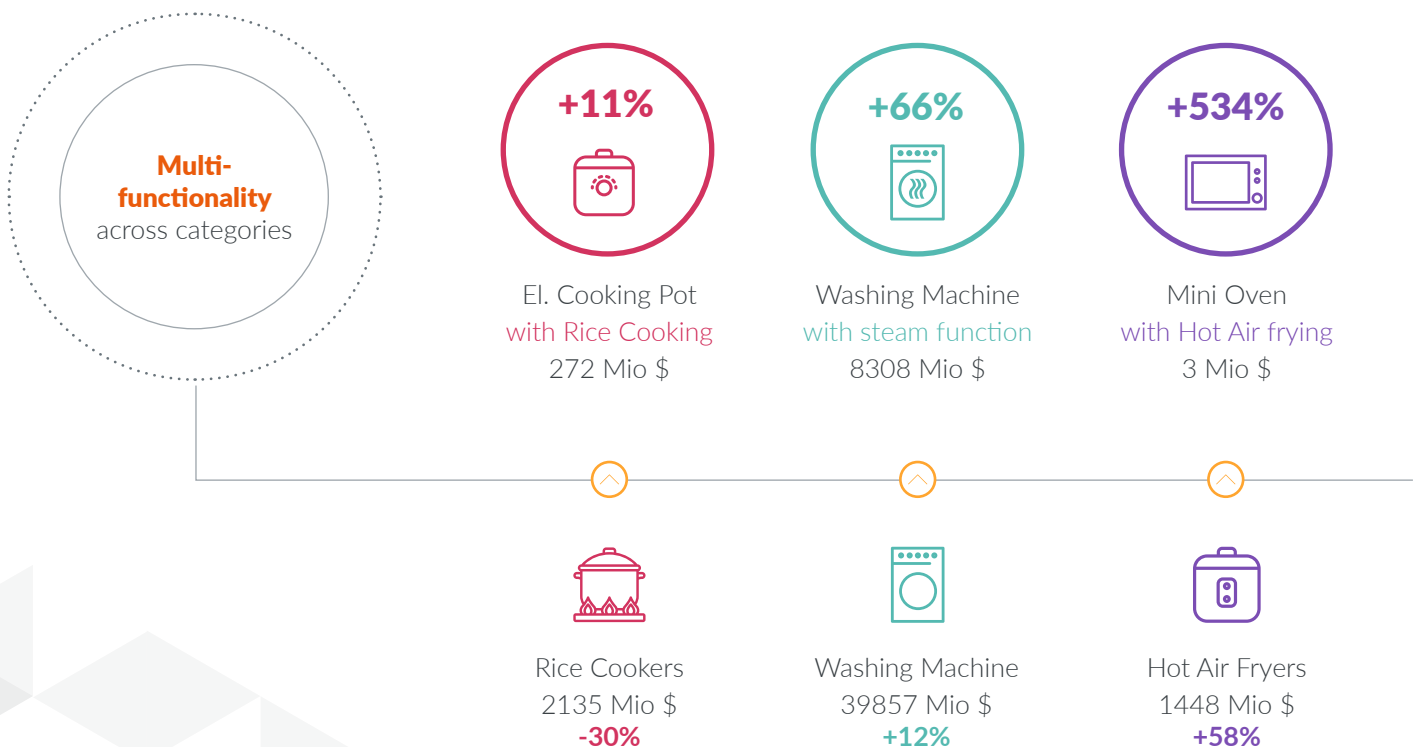 Multi-
functionality
across categories
+11%
El. Cooking Pot
with Rice Cooking
272 Mio $
+66%
Washing Machine
with steam function
8308 Mio $
+534%
Mini Oven
with Hot Air frying
3 Mio $
Rice Cookers
2135 Mio $
-30%
Washing Machine
39857 Mio $
+12%
Hot Air Fryers
1448 Mio $
+58%